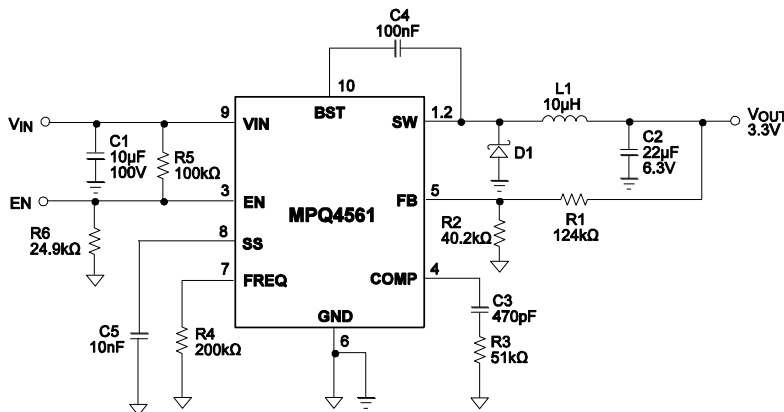 C4
100nF
10
BST
L1
10µH
VIN
9
VIN
SW
1.2
VOUT
3.3V
C1
10µF
100V
R5
100kΩ
D1
C2
22µF
6.3V
EN
3
EN
MPQ4561
FB
5
R1
124kΩ
R2
40.2kΩ
R6
24.9kΩ
8
SS
7
FREQ
COMP
4
C3
470pF
C5
10nF
R4
200kΩ
GND
6
R3
51kΩ